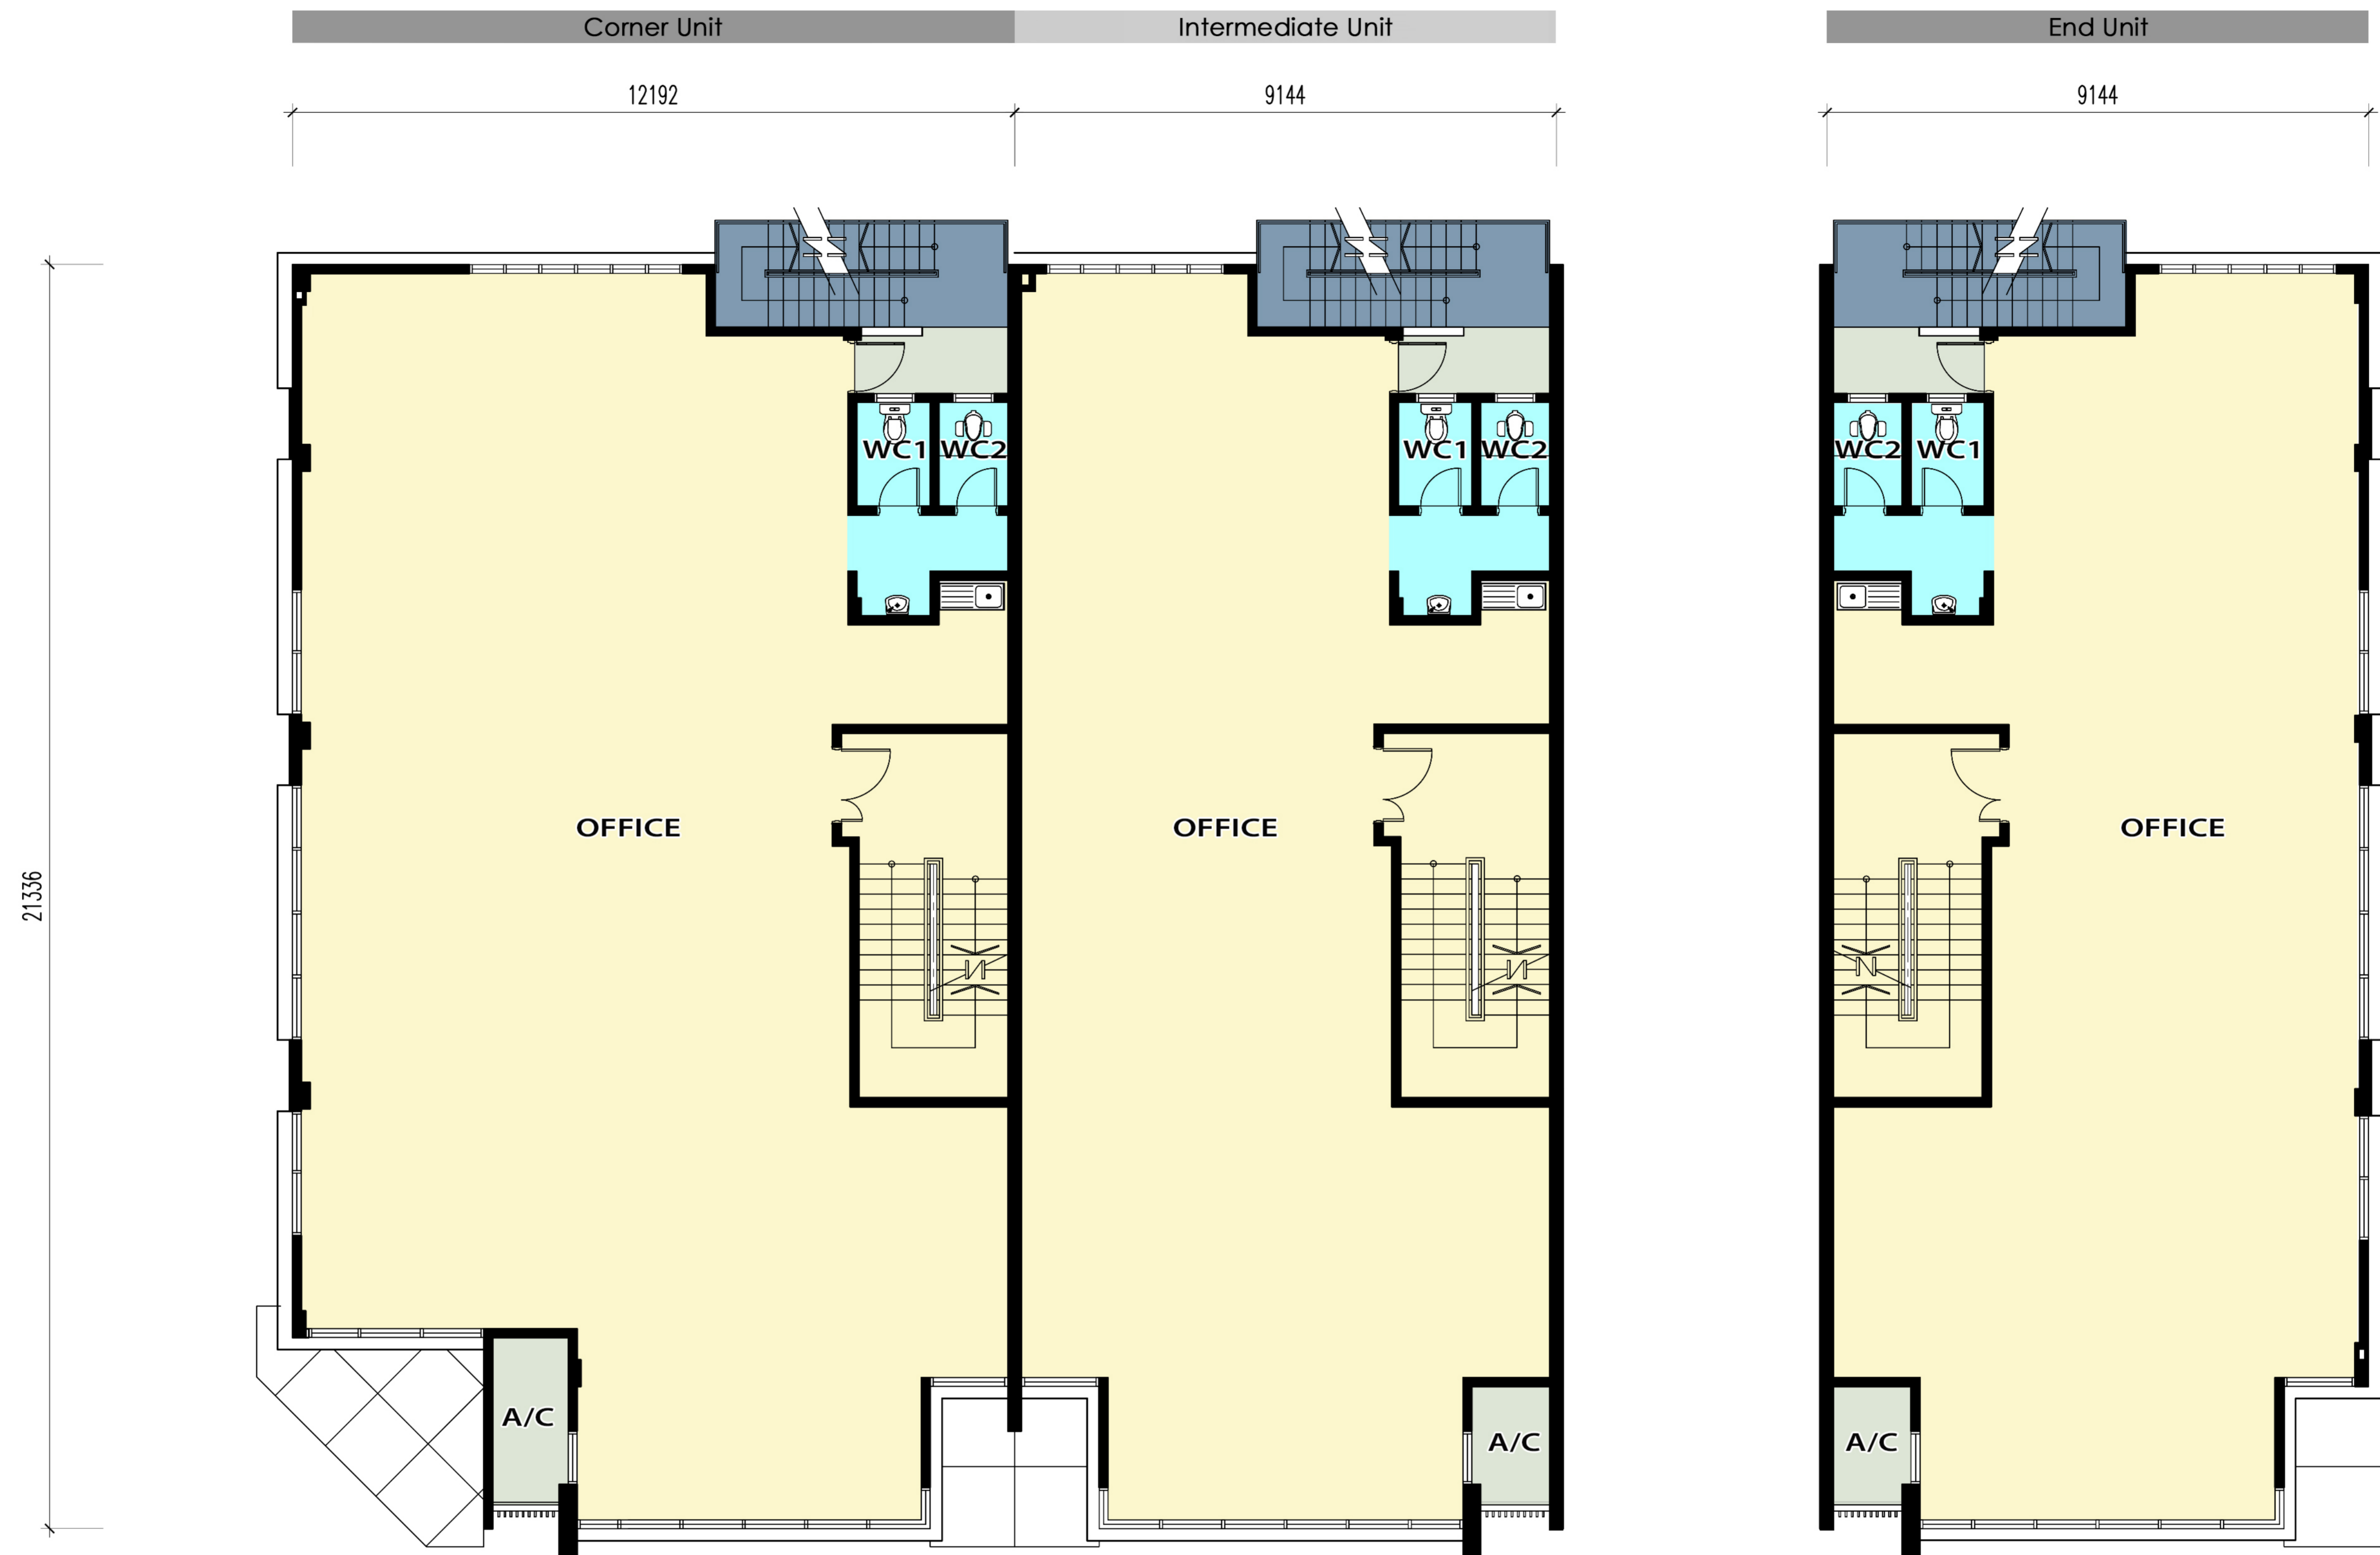 Corner Unit
Intermediate Unit
End Unit
12192
9144
9144
21336
WC1
WC2
WC1
WC2
WC2
WC1
OFFICE
OFFICE
OFFICE
A/C
A/C
A/C